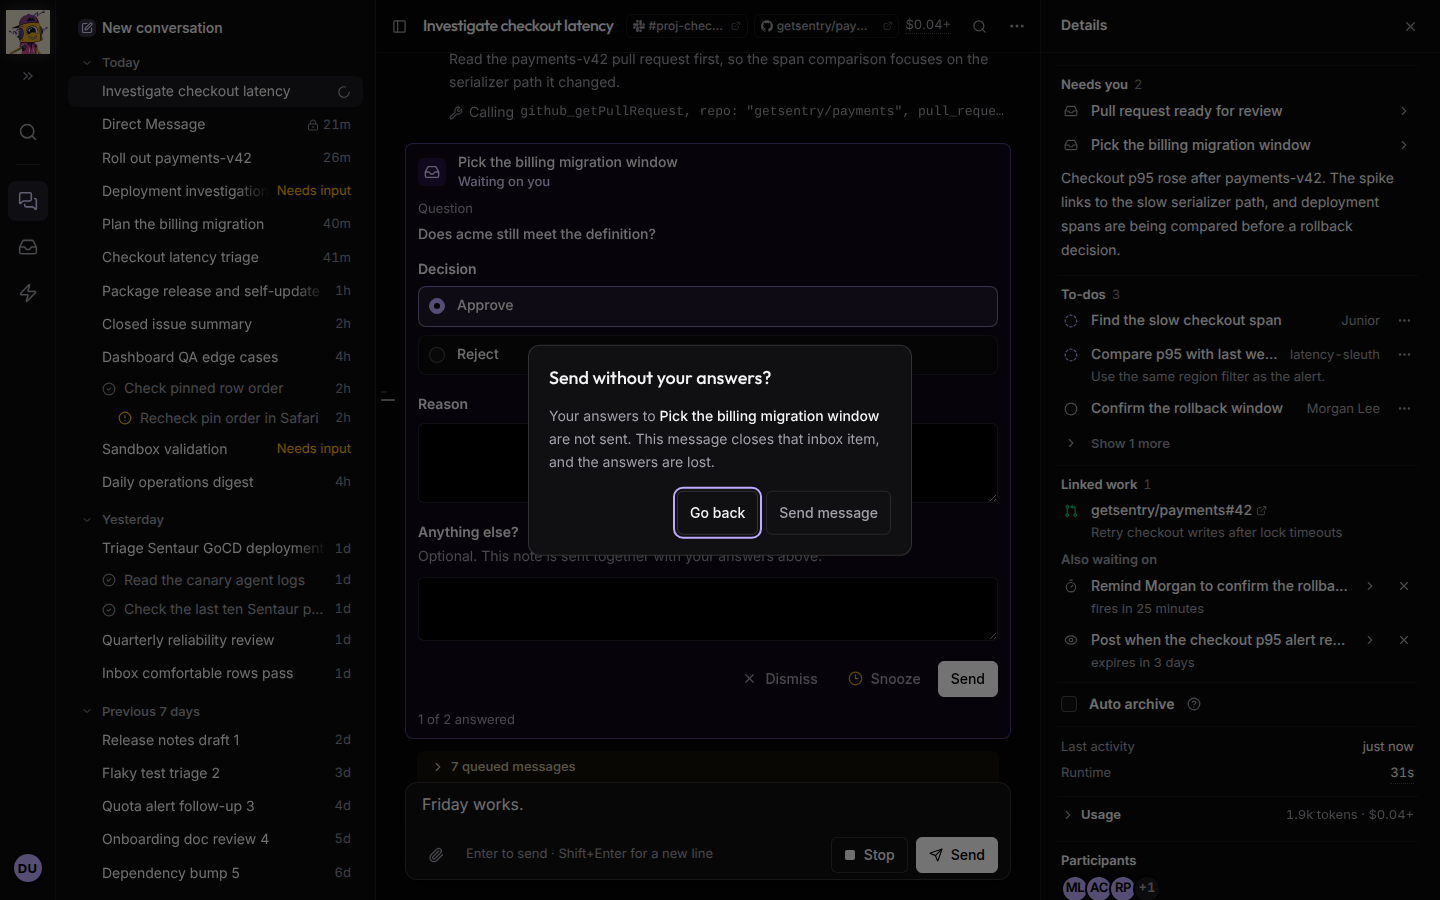 New conversation
Today
Investigate checkout latency
Direct Message 21m
Roll out payments-v42 26m
Deployment investigation Needs input
Plan the billing migration 40m
Checkout latency triage 41m
Package release and self-update 1h
Closed issue summary 2h
Dashboard QA edge cases 4h
Check pinned row order 2h
Recheck pin order in Safari 2h
Sandbox validation Needs input
Daily operations digest 4h
Yesterday
Triage Sentaur GoCD deployment 1d
Read the canary agent logs 1d
Check the last ten Sentaur p... 1d
Quarterly reliability review 1d
Inbox comfortable rows pass 1d
Previous 7 days
Release notes draft 1 2d
Flaky test triage 2 3d
Quota alert follow-up 3 4d
Onboarding doc review 4 5d
Dependency bump 5 6d
DU
Investigate checkout latency #proj-chec... getsentry/pay... $0.04+
Read the payments-v42 pull request first, so the span comparison focuses on the
serializer path it changed.
Calling github_getPullRequest, repo: "getsentry/payments", pull_reque…
Pick the billing migration window
Waiting on you
Question
Does acme still meet the definition?
Decision
Approve
Reject
Reason
Anything else?
Optional. This note is sent together with your answers above.
Dismiss Snooze Send
1 of 2 answered
7 queued messages
Friday works.
Enter to send · Shift+Enter for a new line Stop Send
Send without your answers?
Your answers to Pick the billing migration window
are not sent. This message closes that inbox item,
and the answers are lost.
Go back Send message
Details
Needs you 2
Pull request ready for review
Pick the billing migration window
Checkout p95 rose after payments-v42. The spike
links to the slow serializer path, and deployment
spans are being compared before a rollback
decision.
To-dos 3
Find the slow checkout span Junior
Compare p95 with last we... latency-sleuth
Use the same region filter as the alert.
Confirm the rollback window Morgan Lee
Show 1 more
Linked work 1
getsentry/payments#42
Retry checkout writes after lock timeouts
Also waiting on
Remind Morgan to confirm the rollba...
fires in 25 minutes
Post when the checkout p95 alert re...
expires in 3 days
Auto archive
Last activity just now
Runtime 31s
Usage 1.9k tokens · $0.04+
Participants
ML AC RP +1